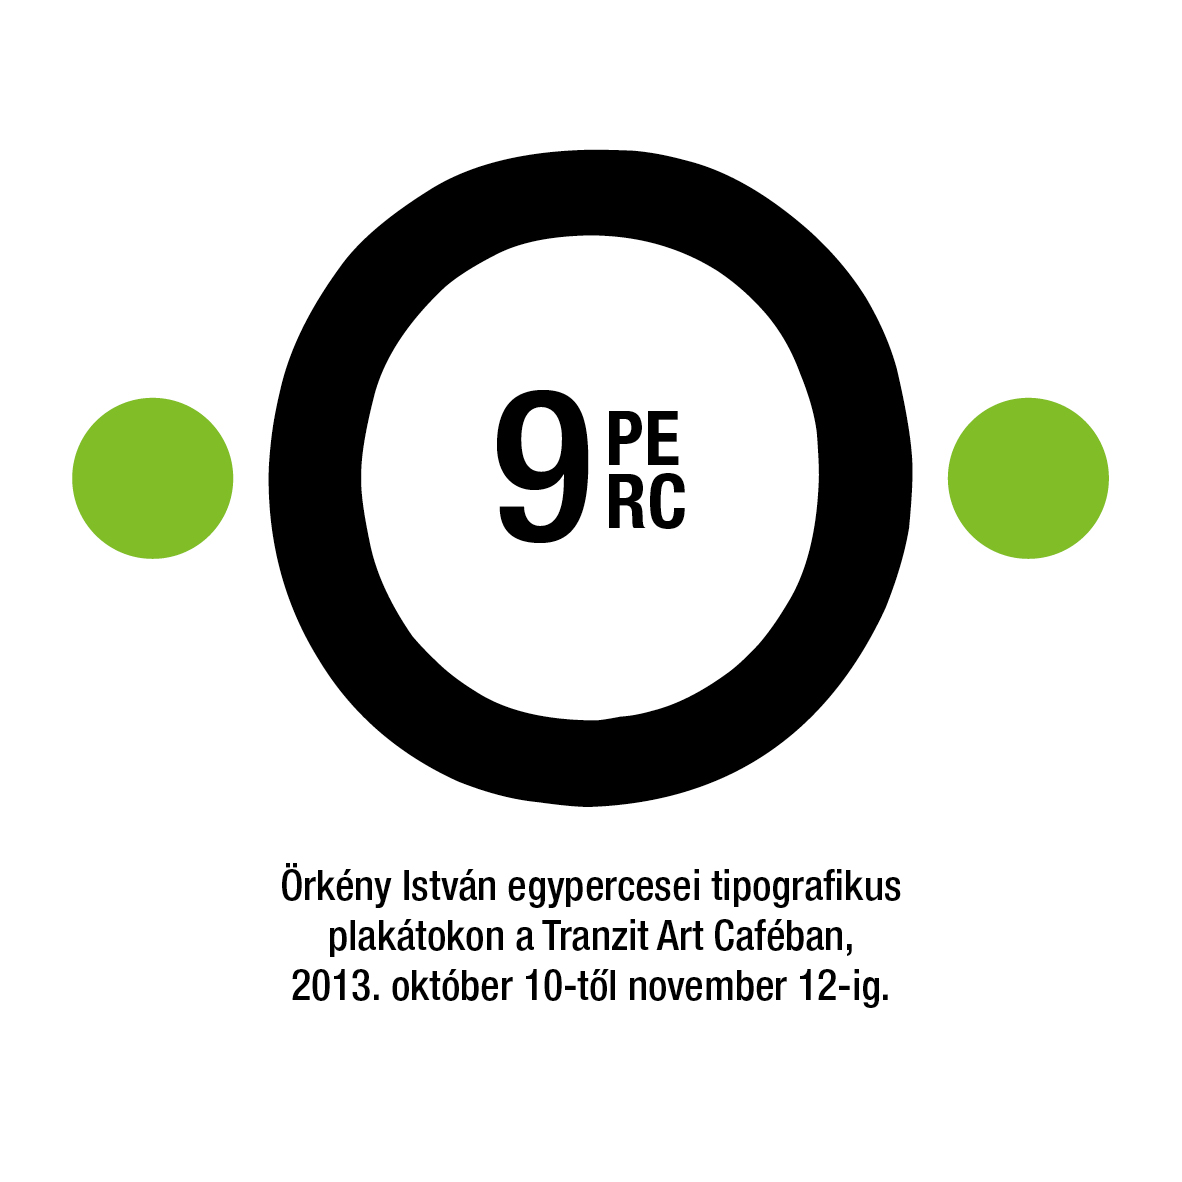 9 PE
RC
Örkény István egypercesei tipografikus
plakátokon a Tranzit Art Caféban,
2013. október 10-től november 12-ig.